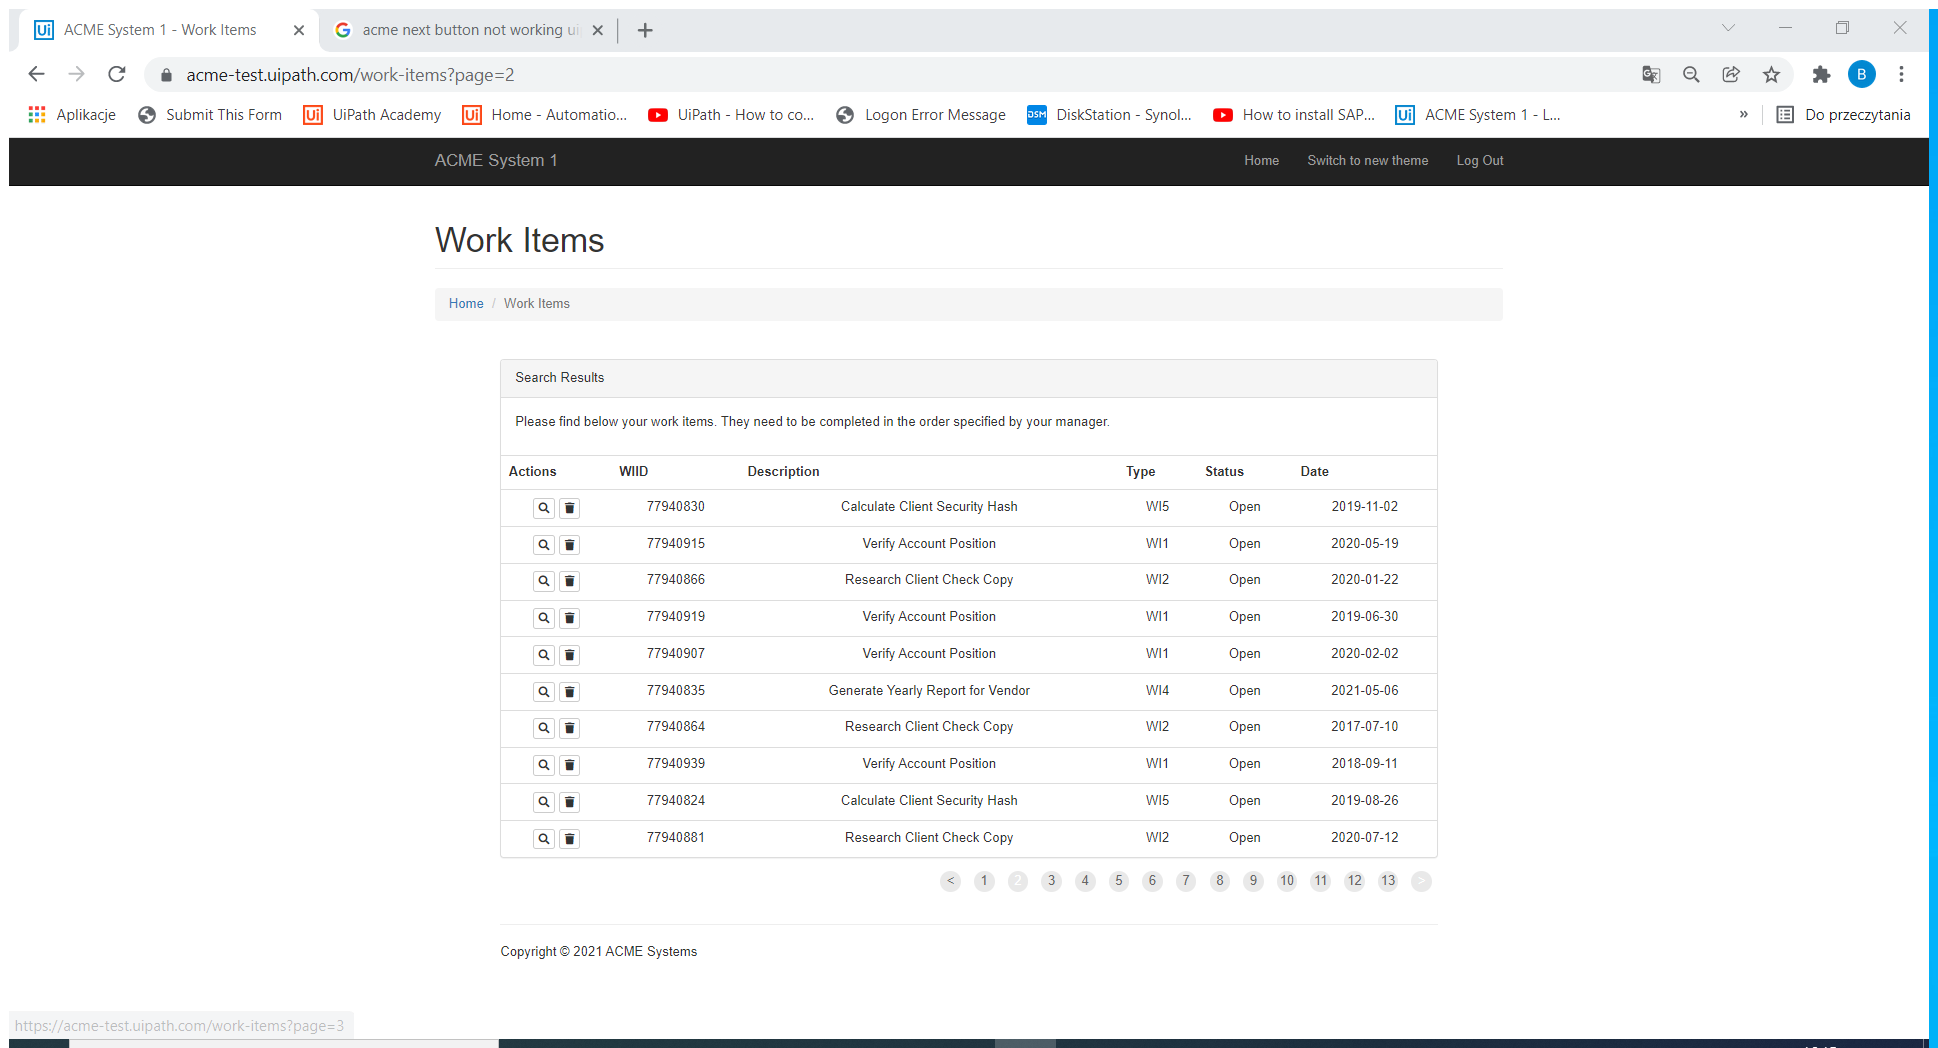 Ui ACME System 1 - Work Items
acme next button not working ui
acme-test.uipath.com/work-items?page=2
B
Aplikacje Submit This Form Ui UiPath Academy Ui Home - Automatio... UiPath - How to co... Logon Error Message DSM DiskStation - Synol... How to install SAP... Ui ACME System 1 - L... » Do przeczytania
ACME System 1 Home Switch to new theme Log Out
Work Items
Home / Work Items
Search Results
Please find below your work items. They need to be completed in the order specified by your manager.
Actions WIID Description Type Status Date
77940830 Calculate Client Security Hash WI5 Open 2019-11-02
77940915 Verify Account Position WI1 Open 2020-05-19
77940866 Research Client Check Copy WI2 Open 2020-01-22
77940919 Verify Account Position WI1 Open 2019-06-30
77940907 Verify Account Position WI1 Open 2020-02-02
77940835 Generate Yearly Report for Vendor WI4 Open 2021-05-06
77940864 Research Client Check Copy WI2 Open 2017-07-10
77940939 Verify Account Position WI1 Open 2018-09-11
77940824 Calculate Client Security Hash WI5 Open 2019-08-26
77940881 Research Client Check Copy WI2 Open 2020-07-12
< 1 2 3 4 5 6 7 8 9 10 11 12 13 >
Copyright © 2021 ACME Systems
https://acme-test.uipath.com/work-items?page=3